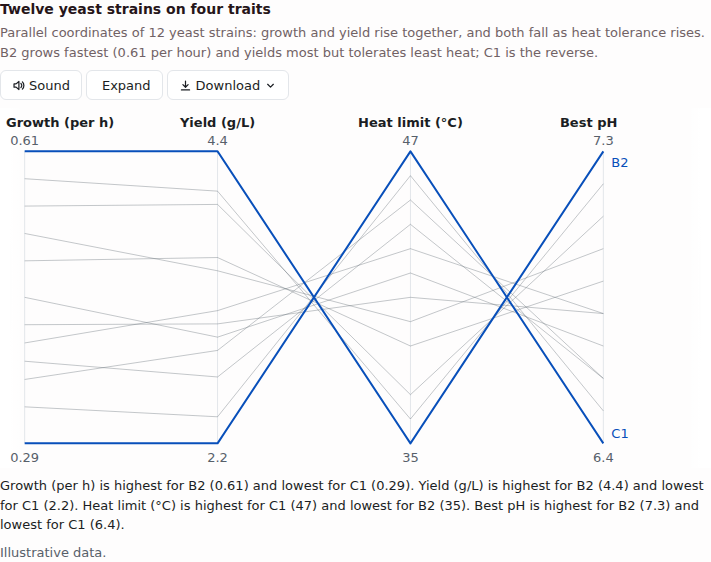 Twelve yeast strains on four traits
Parallel coordinates of 12 yeast strains: growth and yield rise together, and both fall as heat tolerance rises.
B2 grows fastest (0.61 per hour) and yields most but tolerates least heat; C1 is the reverse.
Sound Expand Download
Growth (per h) Yield (g/L) Heat limit (°C) Best pH
0.61 4.4 47 7.3
B2
C1
0.29 2.2 35 6.4
Growth (per h) is highest for B2 (0.61) and lowest for C1 (0.29). Yield (g/L) is highest for B2 (4.4) and lowest
for C1 (2.2). Heat limit (°C) is highest for C1 (47) and lowest for B2 (35). Best pH is highest for B2 (7.3) and
lowest for C1 (6.4).
Illustrative data.